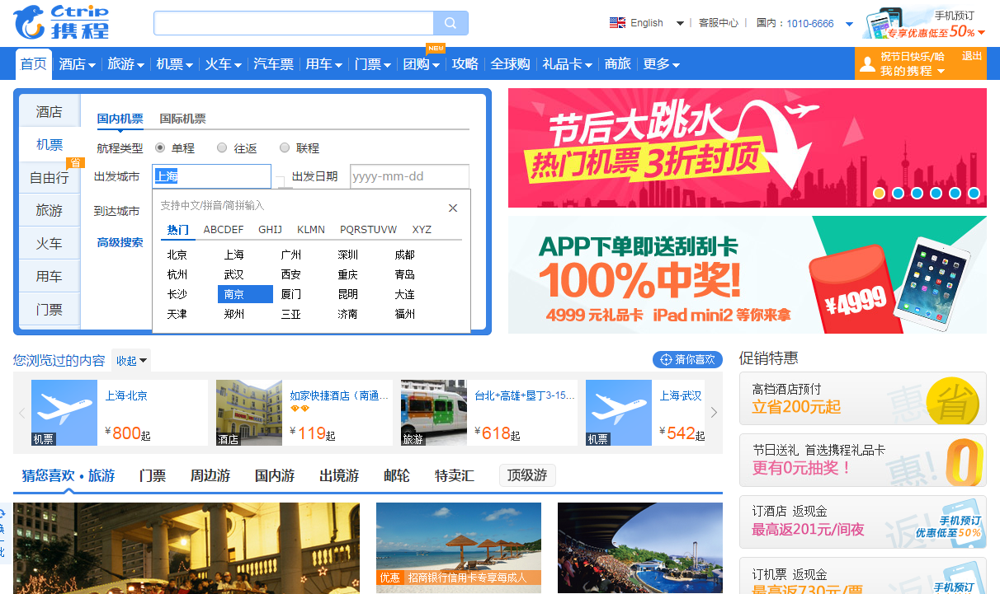 Ctrip
携程
English
客服中心
国内：1010-6666
手机预订
专享优惠低至50%
首页
酒店
旅游
机票
火车
汽车票
用车
门票
团购
NEW
攻略
全球购
礼品卡
商旅
更多
祝节日快乐/哈
退出
我的携程
酒店
机票
自由行
省
旅游
火车
用车
门票
国内机票
国际机票
航程类型
单程
往返
联程
出发城市
上海
出发日期
yyyy-mm-dd
到达城市
高级搜索
支持中文/拼音/简拼输入
热门
ABCDEF
GHIJ
KLMN
PQRSTUVW
XYZ
北京 上海 广州 深圳 成都
杭州 武汉 西安 重庆 青岛
长沙 南京 厦门 昆明 大连
天津 郑州 三亚 济南 福州
节后大跳水
热门机票3折封顶
APP下单即送刮刮卡
100%中奖!
4999元礼品卡 iPad mini2 等你来拿
¥4999
您浏览过的内容
收起
猜你喜欢
机票
上海-北京
¥800起
酒店
如家快捷酒店（南通...
¥119起
旅游
台北+高雄+垦丁3-15...
¥618起
机票
上海-武汉
¥542起
促销特惠
高档酒店预付
立省200元起
惠
省
节日送礼 首选携程礼品卡
更有0元抽奖！
惠!
0
订酒店 返现金
最高返201元/间夜
返!
手机预订
优惠低至50%
订机票 返现金
最高返730元/票
手机预订
猜您喜欢·旅游
门票
周边游
国内游
出境游
邮轮
特卖汇
顶级游
优惠
招商银行信用卡专享每成人